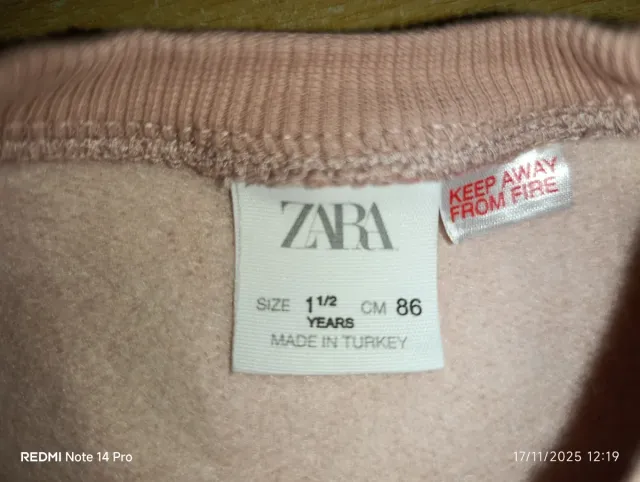 ZARA
KEEP AWAY
FROM FIRE
SIZE 1 1/2 CM 86
YEARS
MADE IN TURKEY
REDMI Note 14 Pro
17/11/2025 12:19